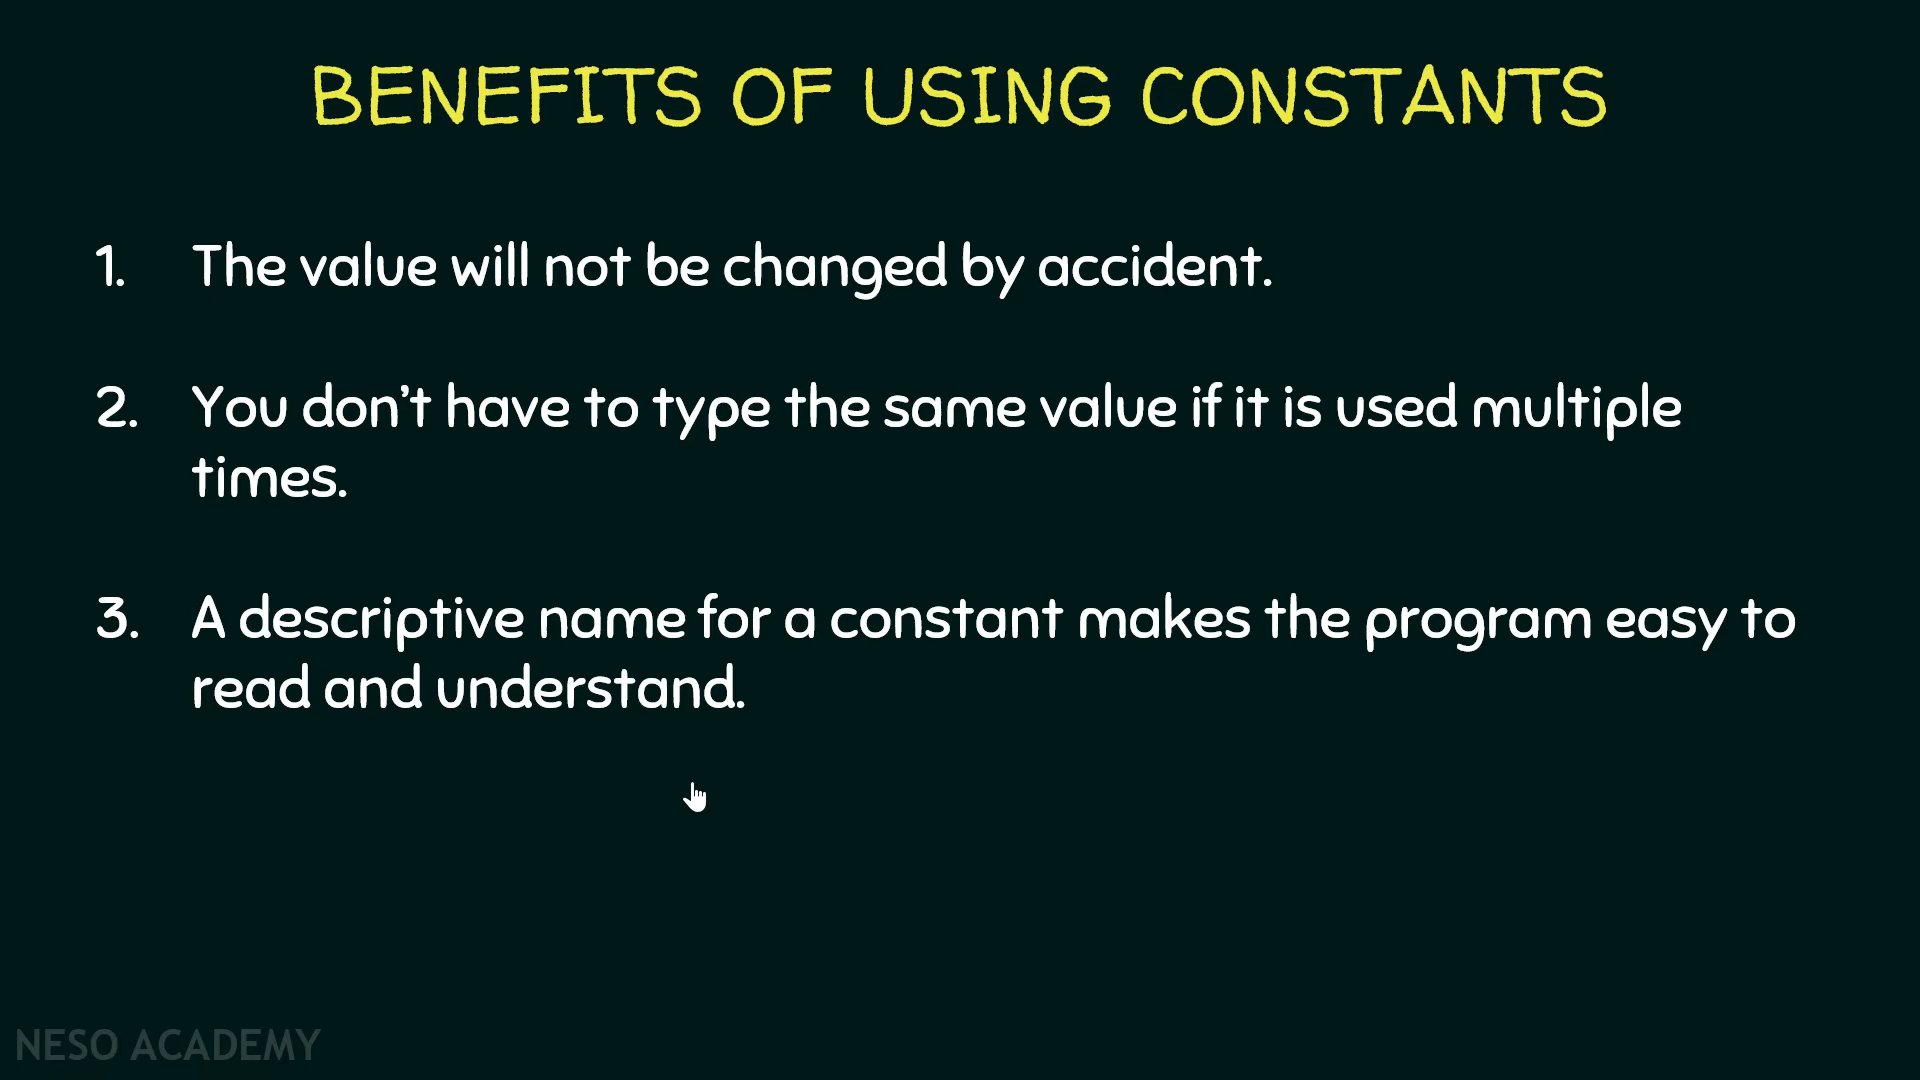 BENEFITS OF USING CONSTANTS
1. The value will not be changed by accident.
2. You don't have to type the same value if it is used multiple
times.
3. A descriptive name for a constant makes the program easy to
read and understand.
NESO ACADEMY